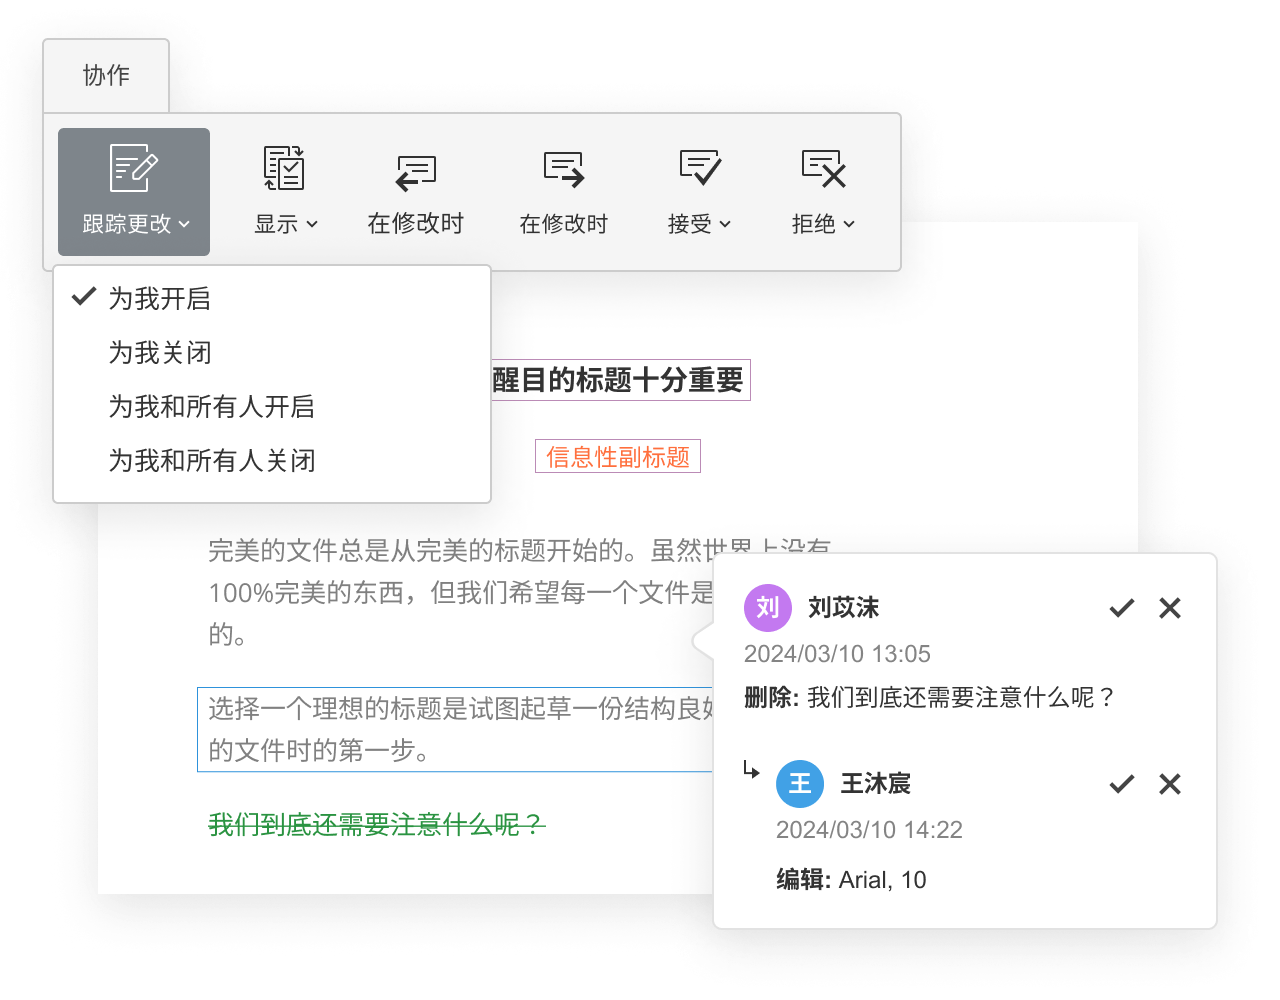 协作
跟踪更改
显示
在修改时
在修改时
接受
拒绝
为我开启
为我关闭
为我和所有人开启
为我和所有人关闭
醒目的标题十分重要
信息性副标题
完美的文件总是从完美的标题开始的。虽然世界上没有
100%完美的东西，但我们希望每一个文件是
的。
选择一个理想的标题是试图起草一份结构良好
的文件时的第一步。
我们到底还需要注意什么呢？
刘 刘苡沫
2024/03/10 13:05
删除: 我们到底还需要注意什么呢？
王 王沐宸
2024/03/10 14:22
编辑: Arial, 10